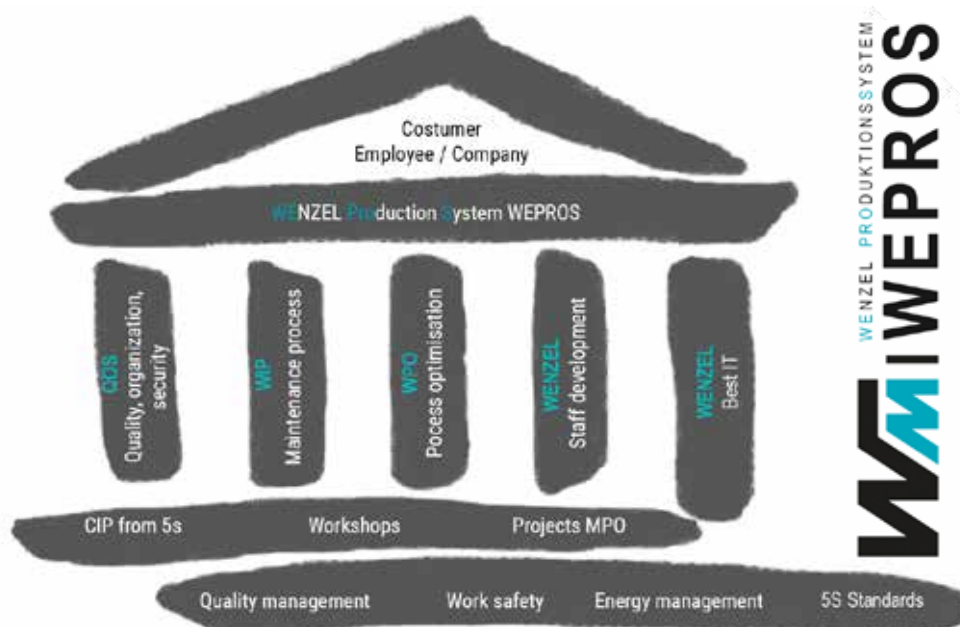 Costumer
Employee / Company
WENZEL Production System WEPROS
QOS
Quality, organization,
security
WIP
Maintenance process
WPO
Pocess optimisation
WENZEL
Staff development
WENZEL
Best IT
CIP from 5s Workshops Projects MPO
Quality management Work safety Energy management 5S Standards
WENZEL PRODUKTIONSSYSTEM
WM I WEPROS